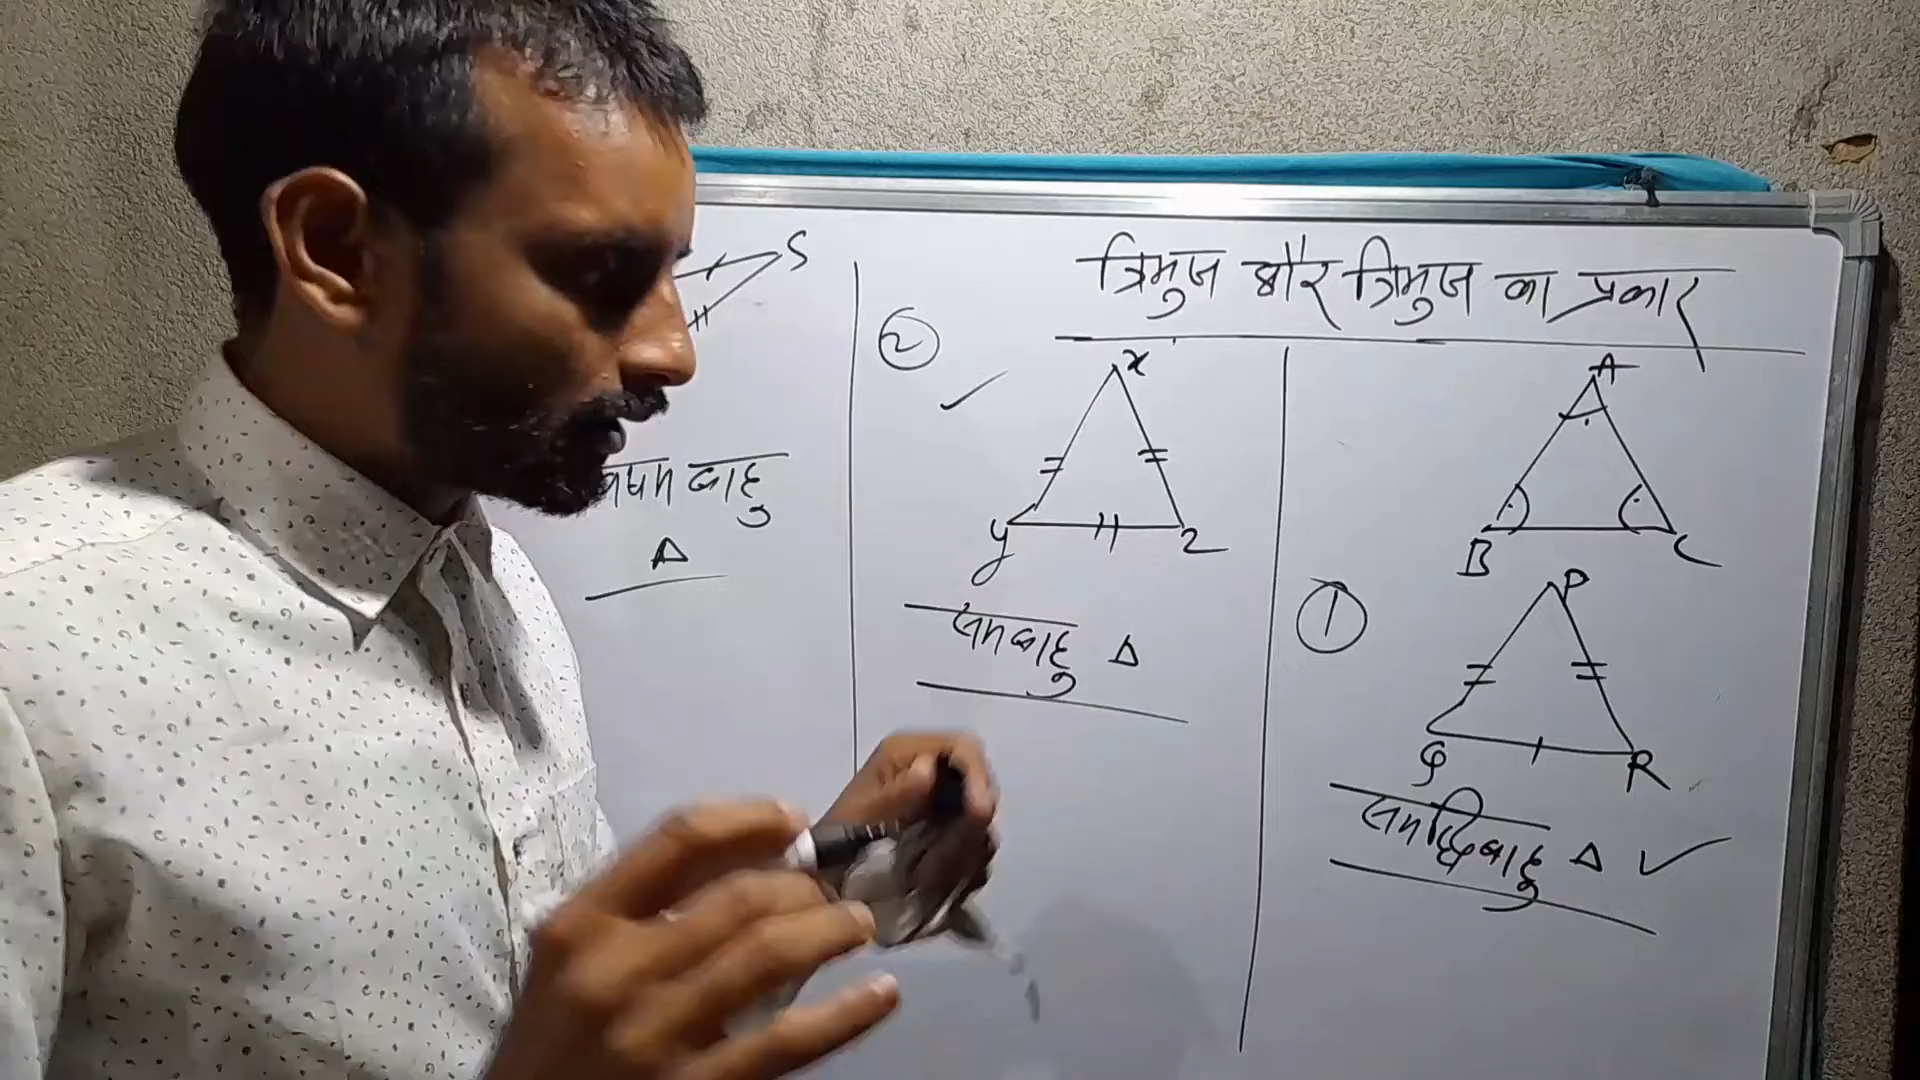 त्रिभुज और त्रिभुज का प्रकार
A
B C
①
P
Q R
समद्विबाहु Δ ✓
②
✓
x
y z
समबाहु Δ
S
बाहु
Δ